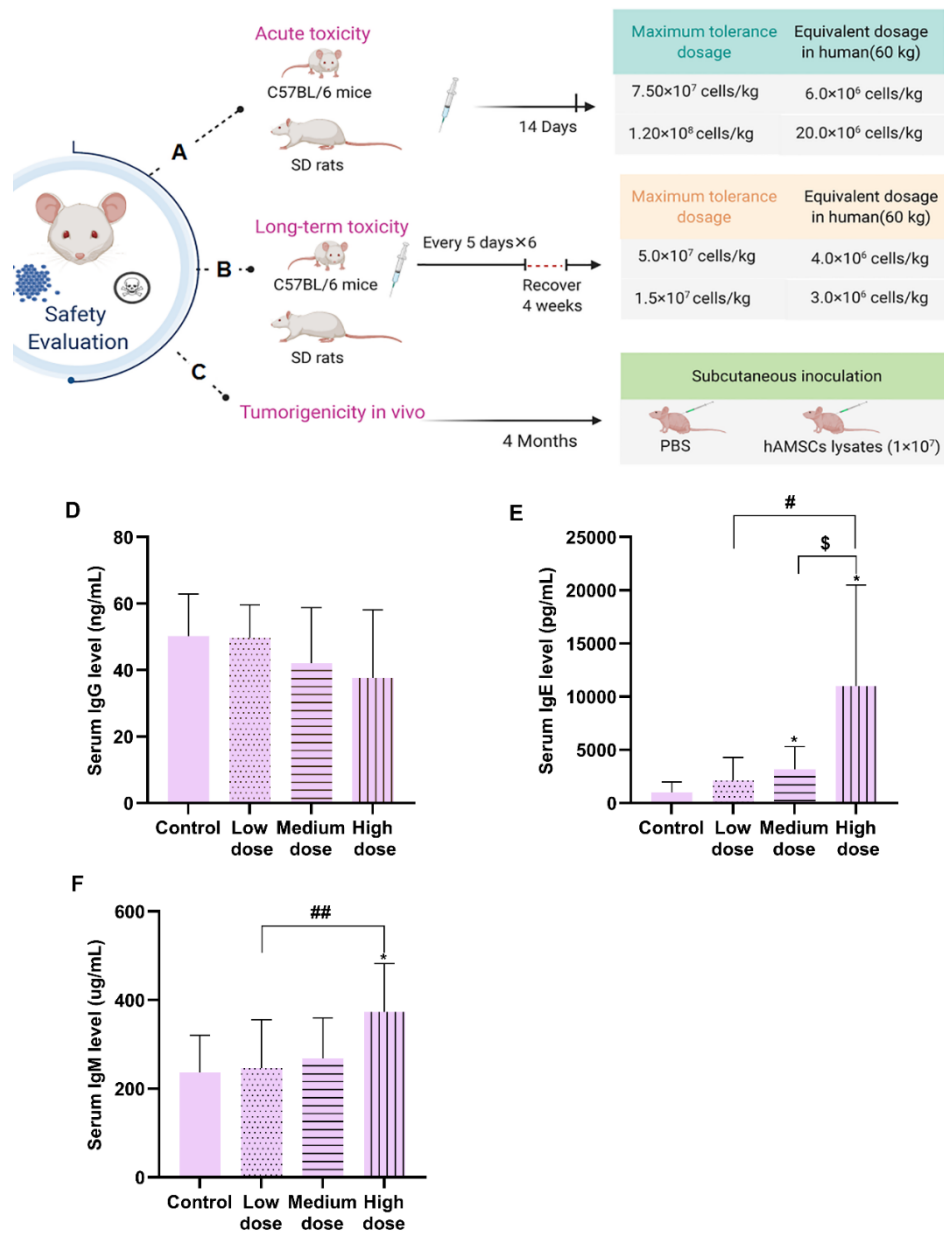 Acute toxicity
C57BL/6 mice
SD rats
14 Days
Maximum tolerance
dosage
Equivalent dosage
in human(60 kg)
7.50×10⁷ cells/kg
6.0×10⁶ cells/kg
1.20×10⁸ cells/kg
20.0×10⁶ cells/kg
A
Safety
Evaluation
B
Long-term toxicity
C57BL/6 mice
SD rats
Every 5 days×6
Recover
4 weeks
Maximum tolerance
dosage
Equivalent dosage
in human(60 kg)
5.0×10⁷ cells/kg
4.0×10⁶ cells/kg
1.5×10⁷ cells/kg
3.0×10⁶ cells/kg
C
Tumorigenicity in vivo
4 Months
Subcutaneous inoculation
PBS
hAMSCs lysates (1×10⁷)
D
Serum IgG level (ng/mL)
80
60
40
20
0
Control
Low
dose
Medium
dose
High
dose
E
Serum IgE level (pg/mL)
25000
20000
15000
10000
5000
0
#
$
*
*
Control
Low
dose
Medium
dose
High
dose
F
Serum IgM level (ug/mL)
600
400
200
0
##
*
Control
Low
dose
Medium
dose
High
dose